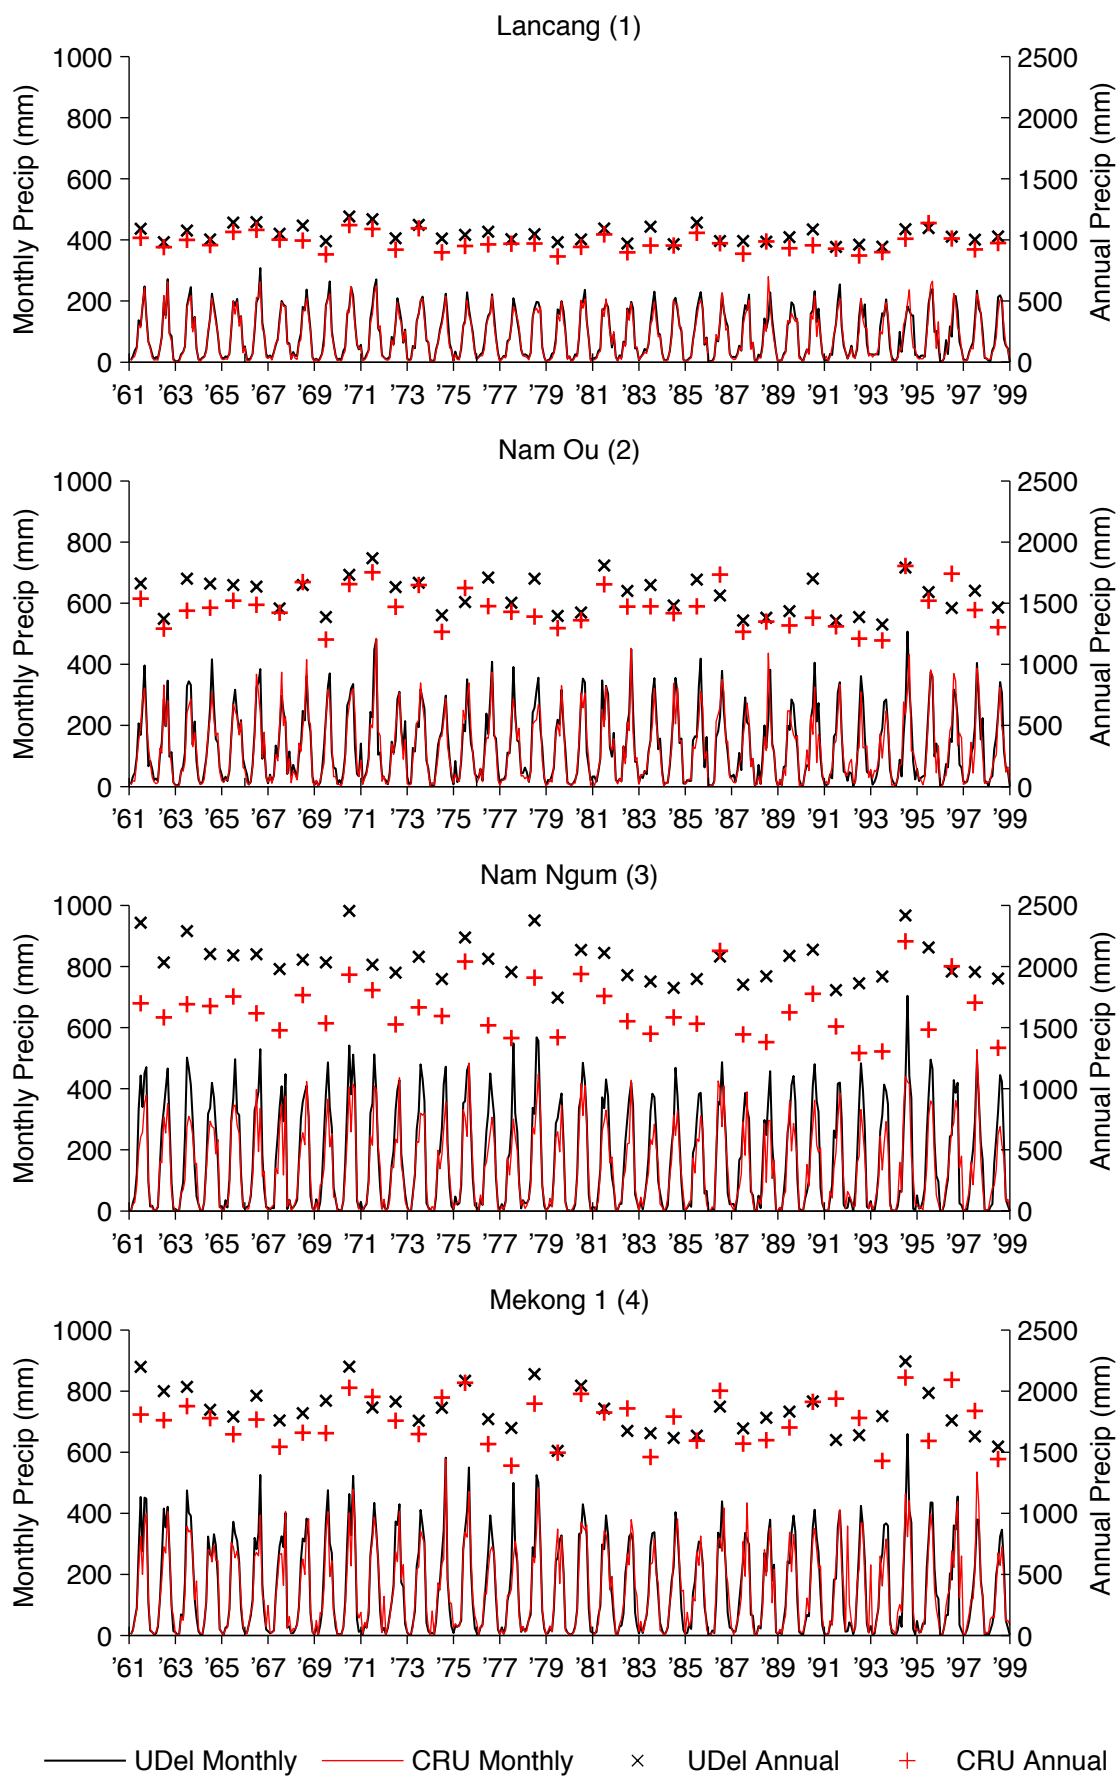 Lancang (1)
1000 2500
800 2000
600 1500
400 1000
200 500
0 0
Monthly Precip (mm)
Annual Precip (mm)
'61 '63 '65 '67 '69 '71 '73 '75 '77 '79 '81 '83 '85 '87 '89 '91 '93 '95 '97 '99
Nam Ou (2)
1000 2500
800 2000
600 1500
400 1000
200 500
0 0
Monthly Precip (mm)
Annual Precip (mm)
'61 '63 '65 '67 '69 '71 '73 '75 '77 '79 '81 '83 '85 '87 '89 '91 '93 '95 '97 '99
Nam Ngum (3)
1000 2500
800 2000
600 1500
400 1000
200 500
0 0
Monthly Precip (mm)
Annual Precip (mm)
'61 '63 '65 '67 '69 '71 '73 '75 '77 '79 '81 '83 '85 '87 '89 '91 '93 '95 '97 '99
Mekong 1 (4)
1000 2500
800 2000
600 1500
400 1000
200 500
0 0
Monthly Precip (mm)
Annual Precip (mm)
'61 '63 '65 '67 '69 '71 '73 '75 '77 '79 '81 '83 '85 '87 '89 '91 '93 '95 '97 '99
UDel Monthly CRU Monthly UDel Annual CRU Annual